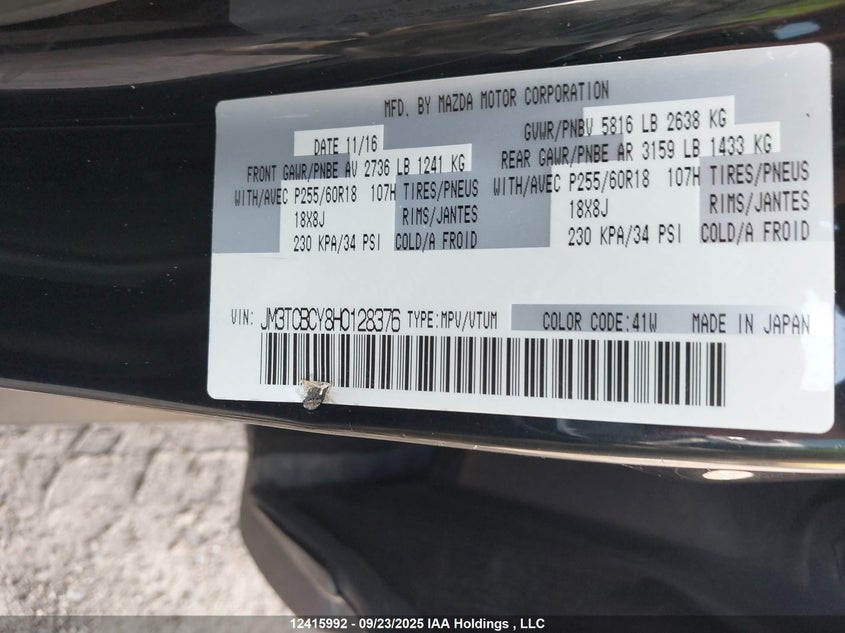 MFD. BY MAZDA MOTOR CORPORATION
DATE 11/16 GVWR/PNBV 5816 LB 2638 KG
FRONT GAWR/PNBE AV 2736 LB 1241 KG REAR GAWR/PNBE AR 3159 LB 1433 KG
WITH/AVEC P255/60R18 107H TIRES/PNEUS WITH/AVEC P255/60R18 107H TIRES/PNEUS
18X8J RIMS/JANTES 18X8J RIMS/JANTES
230 KPA/34 PSI COLD/A FROID 230 KPA/34 PSI COLD/A FROID
VIN: JM3TCBCY8H0128376 TYPE:MPV/VTUM COLOR CODE:41W MADE IN JAPAN
12415992 - 09/23/2025 IAA Holdings , LLC